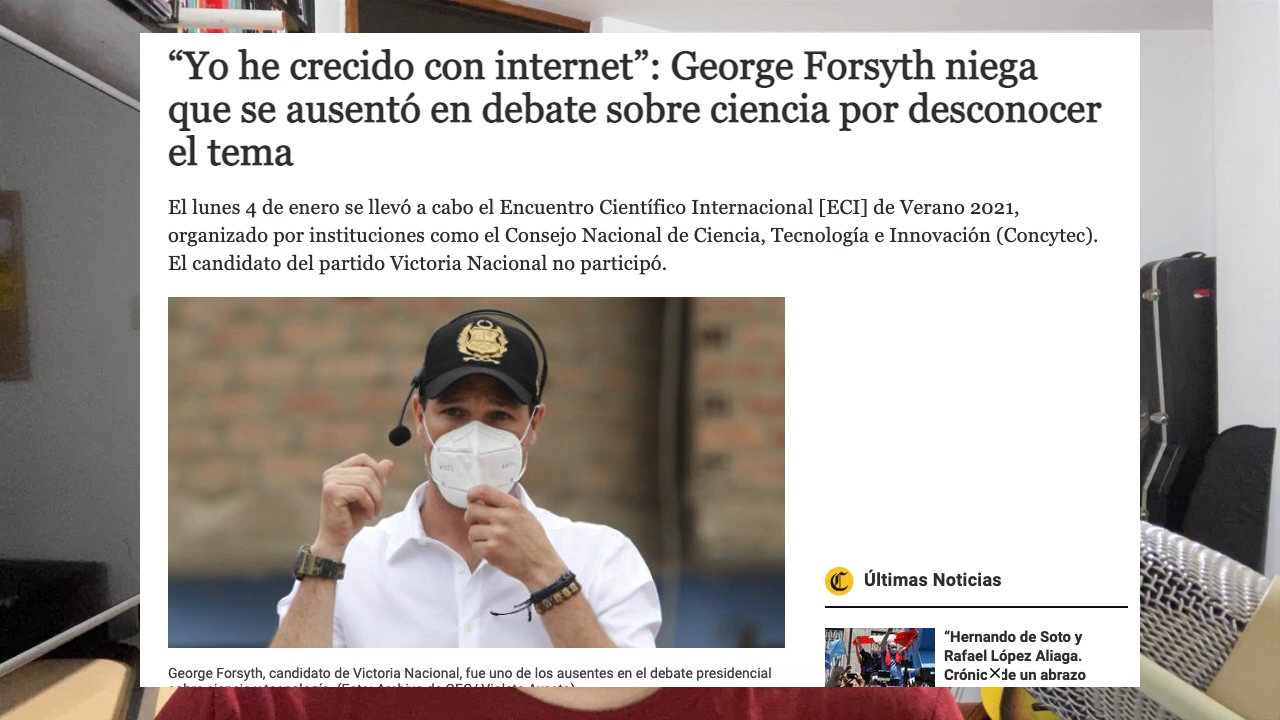 “Yo he crecido con internet”: George Forsyth niega
que se ausentó en debate sobre ciencia por desconocer
el tema
El lunes 4 de enero se llevó a cabo el Encuentro Científico Internacional [ECI] de Verano 2021,
organizado por instituciones como el Consejo Nacional de Ciencia, Tecnología e Innovación (Concytec).
El candidato del partido Victoria Nacional no participó.
George Forsyth, candidato de Victoria Nacional, fue uno de los ausentes en el debate presidencial
Últimas Noticias
“Hernando de Soto y
Rafael López Aliaga.
de un abrazo